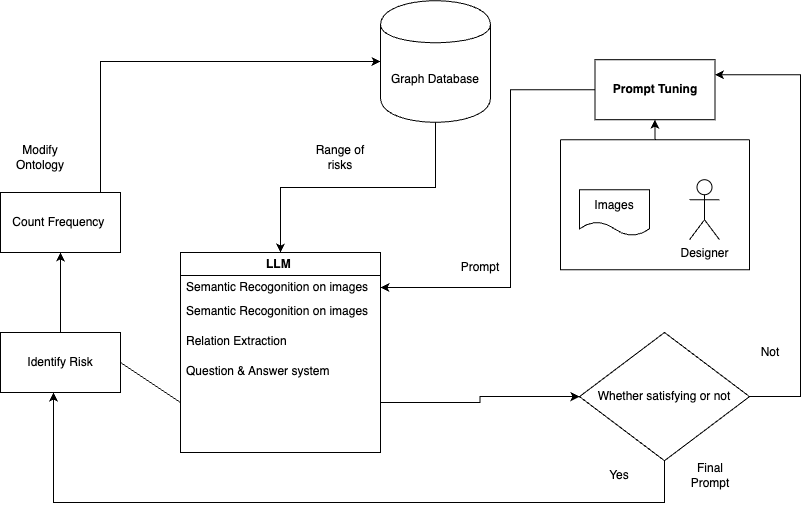 Graph Database
Prompt Tuning
Modify
Ontology
Range of
risks
Images
Count Frequency
Designer
LLM
Prompt
Semantic Recogonition on images
Semantic Recogonition on images
Relation Extraction
Identify Risk
Question & Answer system
Not
Whether satisfying or not
Yes
Final
Prompt